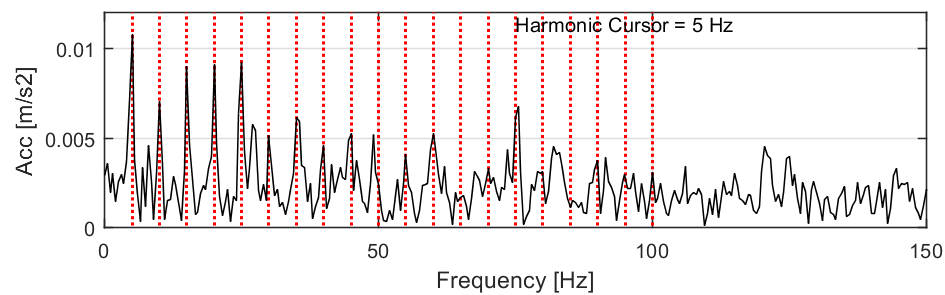 Harmonic Cursor = 5 Hz
0.01
0.005
0
Acc [m/s2]
0 50 100 150
Frequency [Hz]